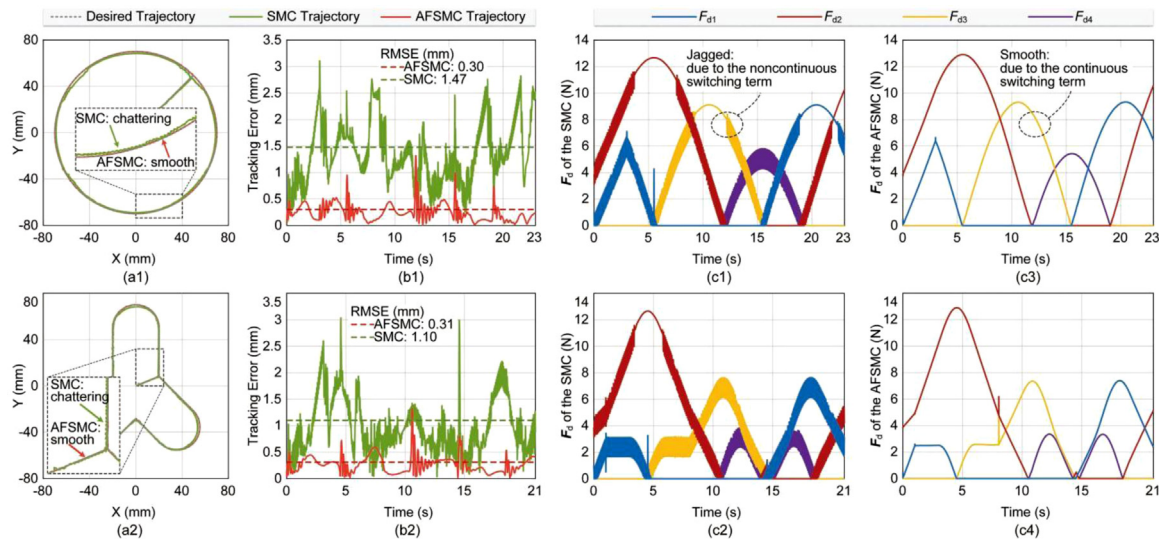 Desired Trajectory
SMC Trajectory
AFSMC Trajectory
Fd1
Fd2
Fd3
Fd4
Y (mm)
80
40
0
-40
-80
SMC: chattering
AFSMC: smooth
-80
-40
0
40
80
X (mm)
(a1)
Tracking Error (mm)
3.5
3
2.5
2
1.5
1
0.5
0
RMSE (mm)
AFSMC: 0.30
SMC: 1.47
0
5
10
15
20
23
Time (s)
(b1)
Fd of the SMC (N)
14
12
10
8
6
4
2
0
Jagged:
due to the noncontinuous
switching term
0
5
10
15
20
23
Time (s)
(c1)
Fd of the AFSMC (N)
14
12
10
8
6
4
2
0
Smooth:
due to the continuous
switching term
0
5
10
15
20
23
Time (s)
(c3)
Y (mm)
80
40
0
-40
-80
SMC:
chattering
AFSMC:
smooth
-80
-40
0
40
80
X (mm)
(a2)
Tracking Error (mm)
3.5
3
2.5
2
1.5
1
0.5
0
RMSE (mm)
AFSMC: 0.31
SMC: 1.10
0
5
10
15
21
Time (s)
(b2)
Fd of the SMC (N)
14
12
10
8
6
4
2
0
0
5
10
15
21
Time (s)
(c2)
Fd of the AFSMC (N)
14
12
10
8
6
4
2
0
0
5
10
15
21
Time (s)
(c4)